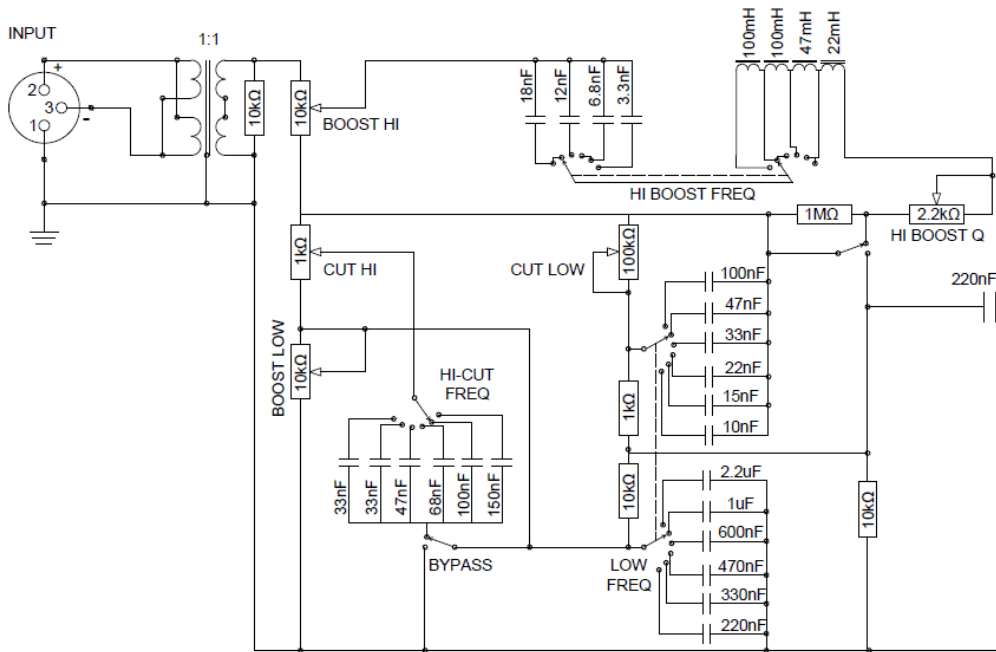 INPUT
1:1
+
2
3
1
-
10kΩ
10kΩ
BOOST HI
18nF
12nF
6.8nF
3.3nF
100mH
100mH
47mH
22mH
HI BOOST FREQ
1MΩ
2.2kΩ
HI BOOST Q
1kΩ
CUT HI
CUT LOW
100kΩ
220nF
100nF
47nF
33nF
22nF
15nF
10nF
BOOST LOW
10kΩ
HI-CUT
FREQ
1kΩ
33nF
33nF
47nF
68nF
100nF
150nF
10kΩ
2.2uF
1uF
600nF
470nF
330nF
220nF
10kΩ
BYPASS
LOW
FREQ